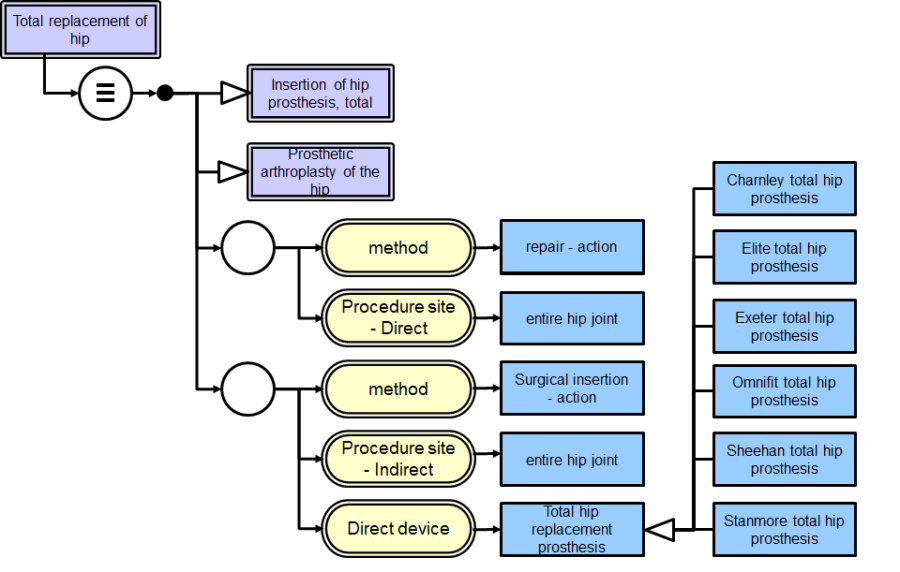 Total replacement of
hip
☰
Insertion of hip
prosthesis, total
Prosthetic
arthroplasty of the
hip
method
repair - action
Procedure site
- Direct
entire hip joint
method
Surgical insertion
- action
Procedure site
- Indirect
entire hip joint
Direct device
Total hip
replacement
prosthesis
Charnley total hip
prosthesis
Elite total hip
prosthesis
Exeter total hip
prosthesis
Omnifit total hip
prosthesis
Sheehan total hip
prosthesis
Stanmore total hip
prosthesis